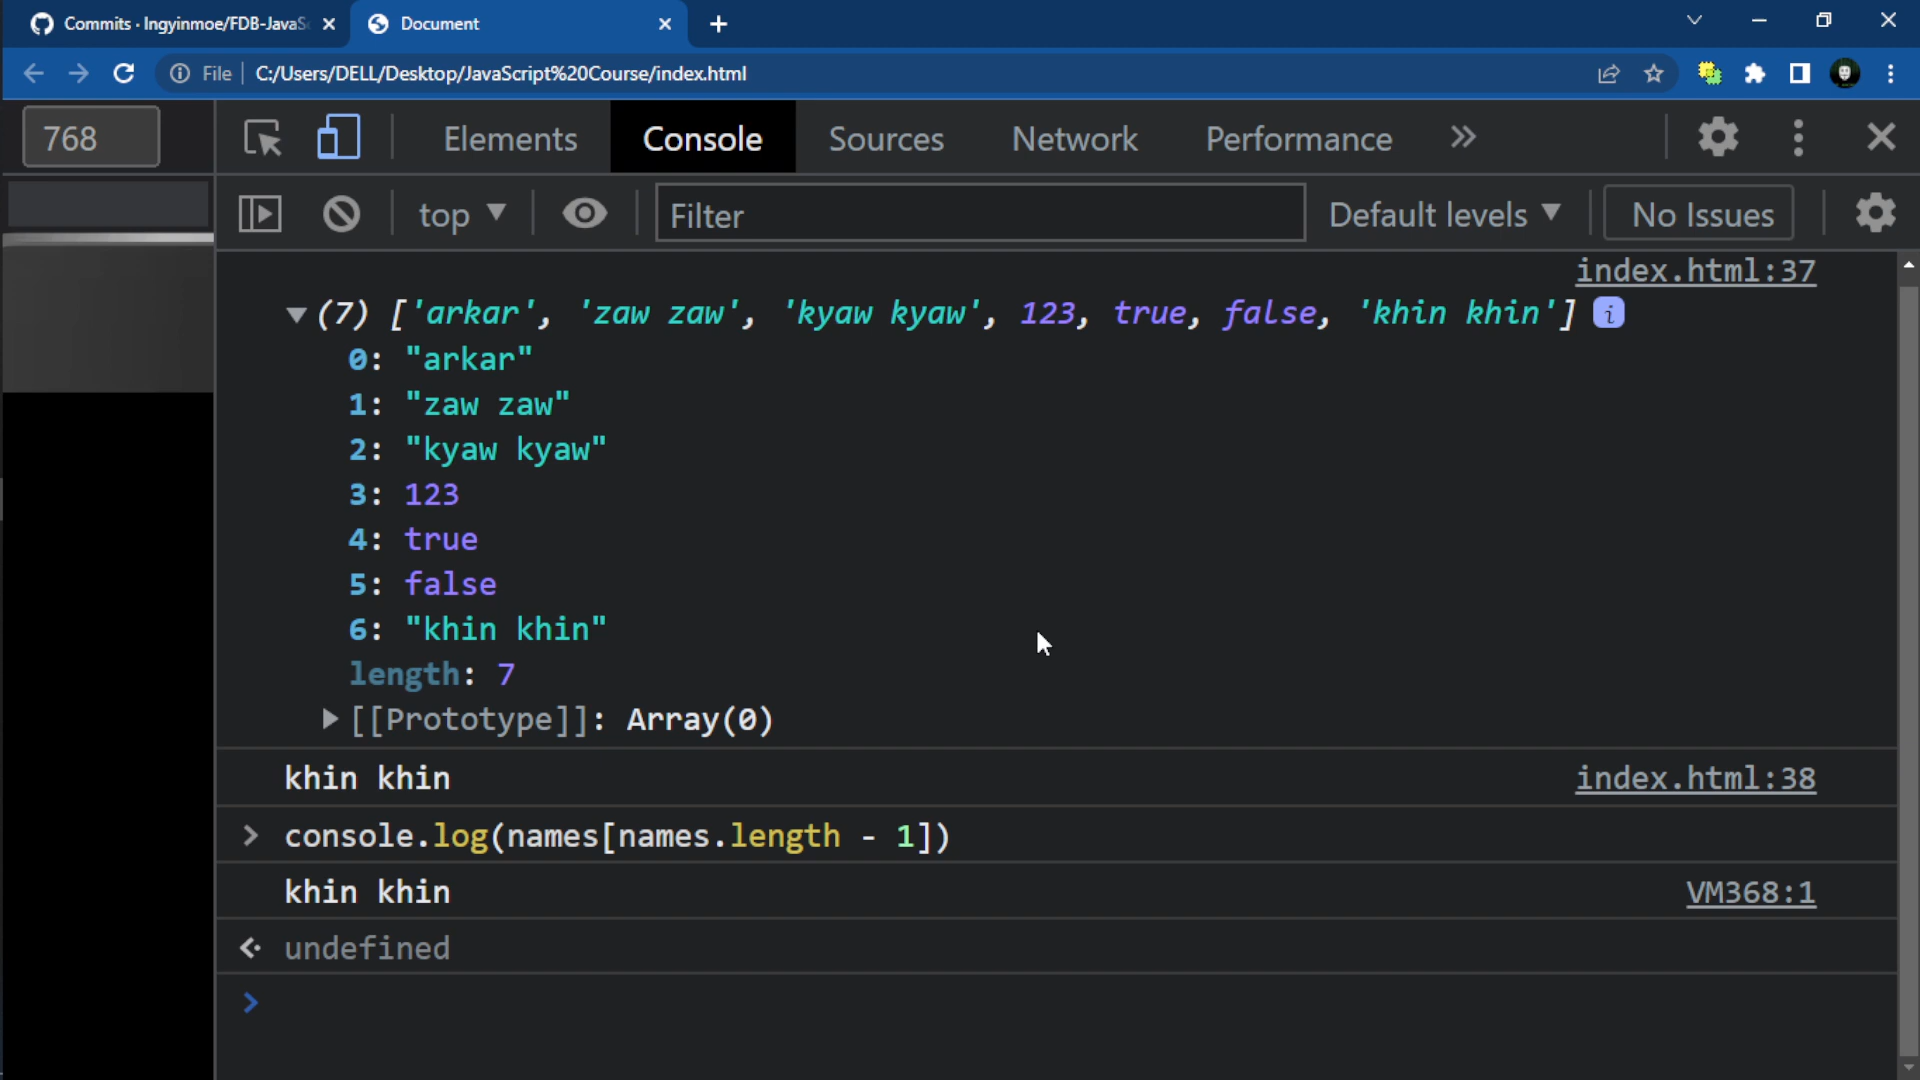 Commits · Ingyinmoe/FDB-JavaSc
Document
File
C:/Users/DELL/Desktop/JavaScript%20Course/index.html
768
Elements
Console
Sources
Network
Performance
top
Filter
Default levels
No Issues
index.html:37
(7) ['arkar', 'zaw zaw', 'kyaw kyaw', 123, true, false, 'khin khin'] i
0: "arkar"
1: "zaw zaw"
2: "kyaw kyaw"
3: 123
4: true
5: false
6: "khin khin"
length: 7
[[Prototype]]: Array(0)
khin khin
index.html:38
console.log(names[names.length - 1])
khin khin
VM368:1
undefined